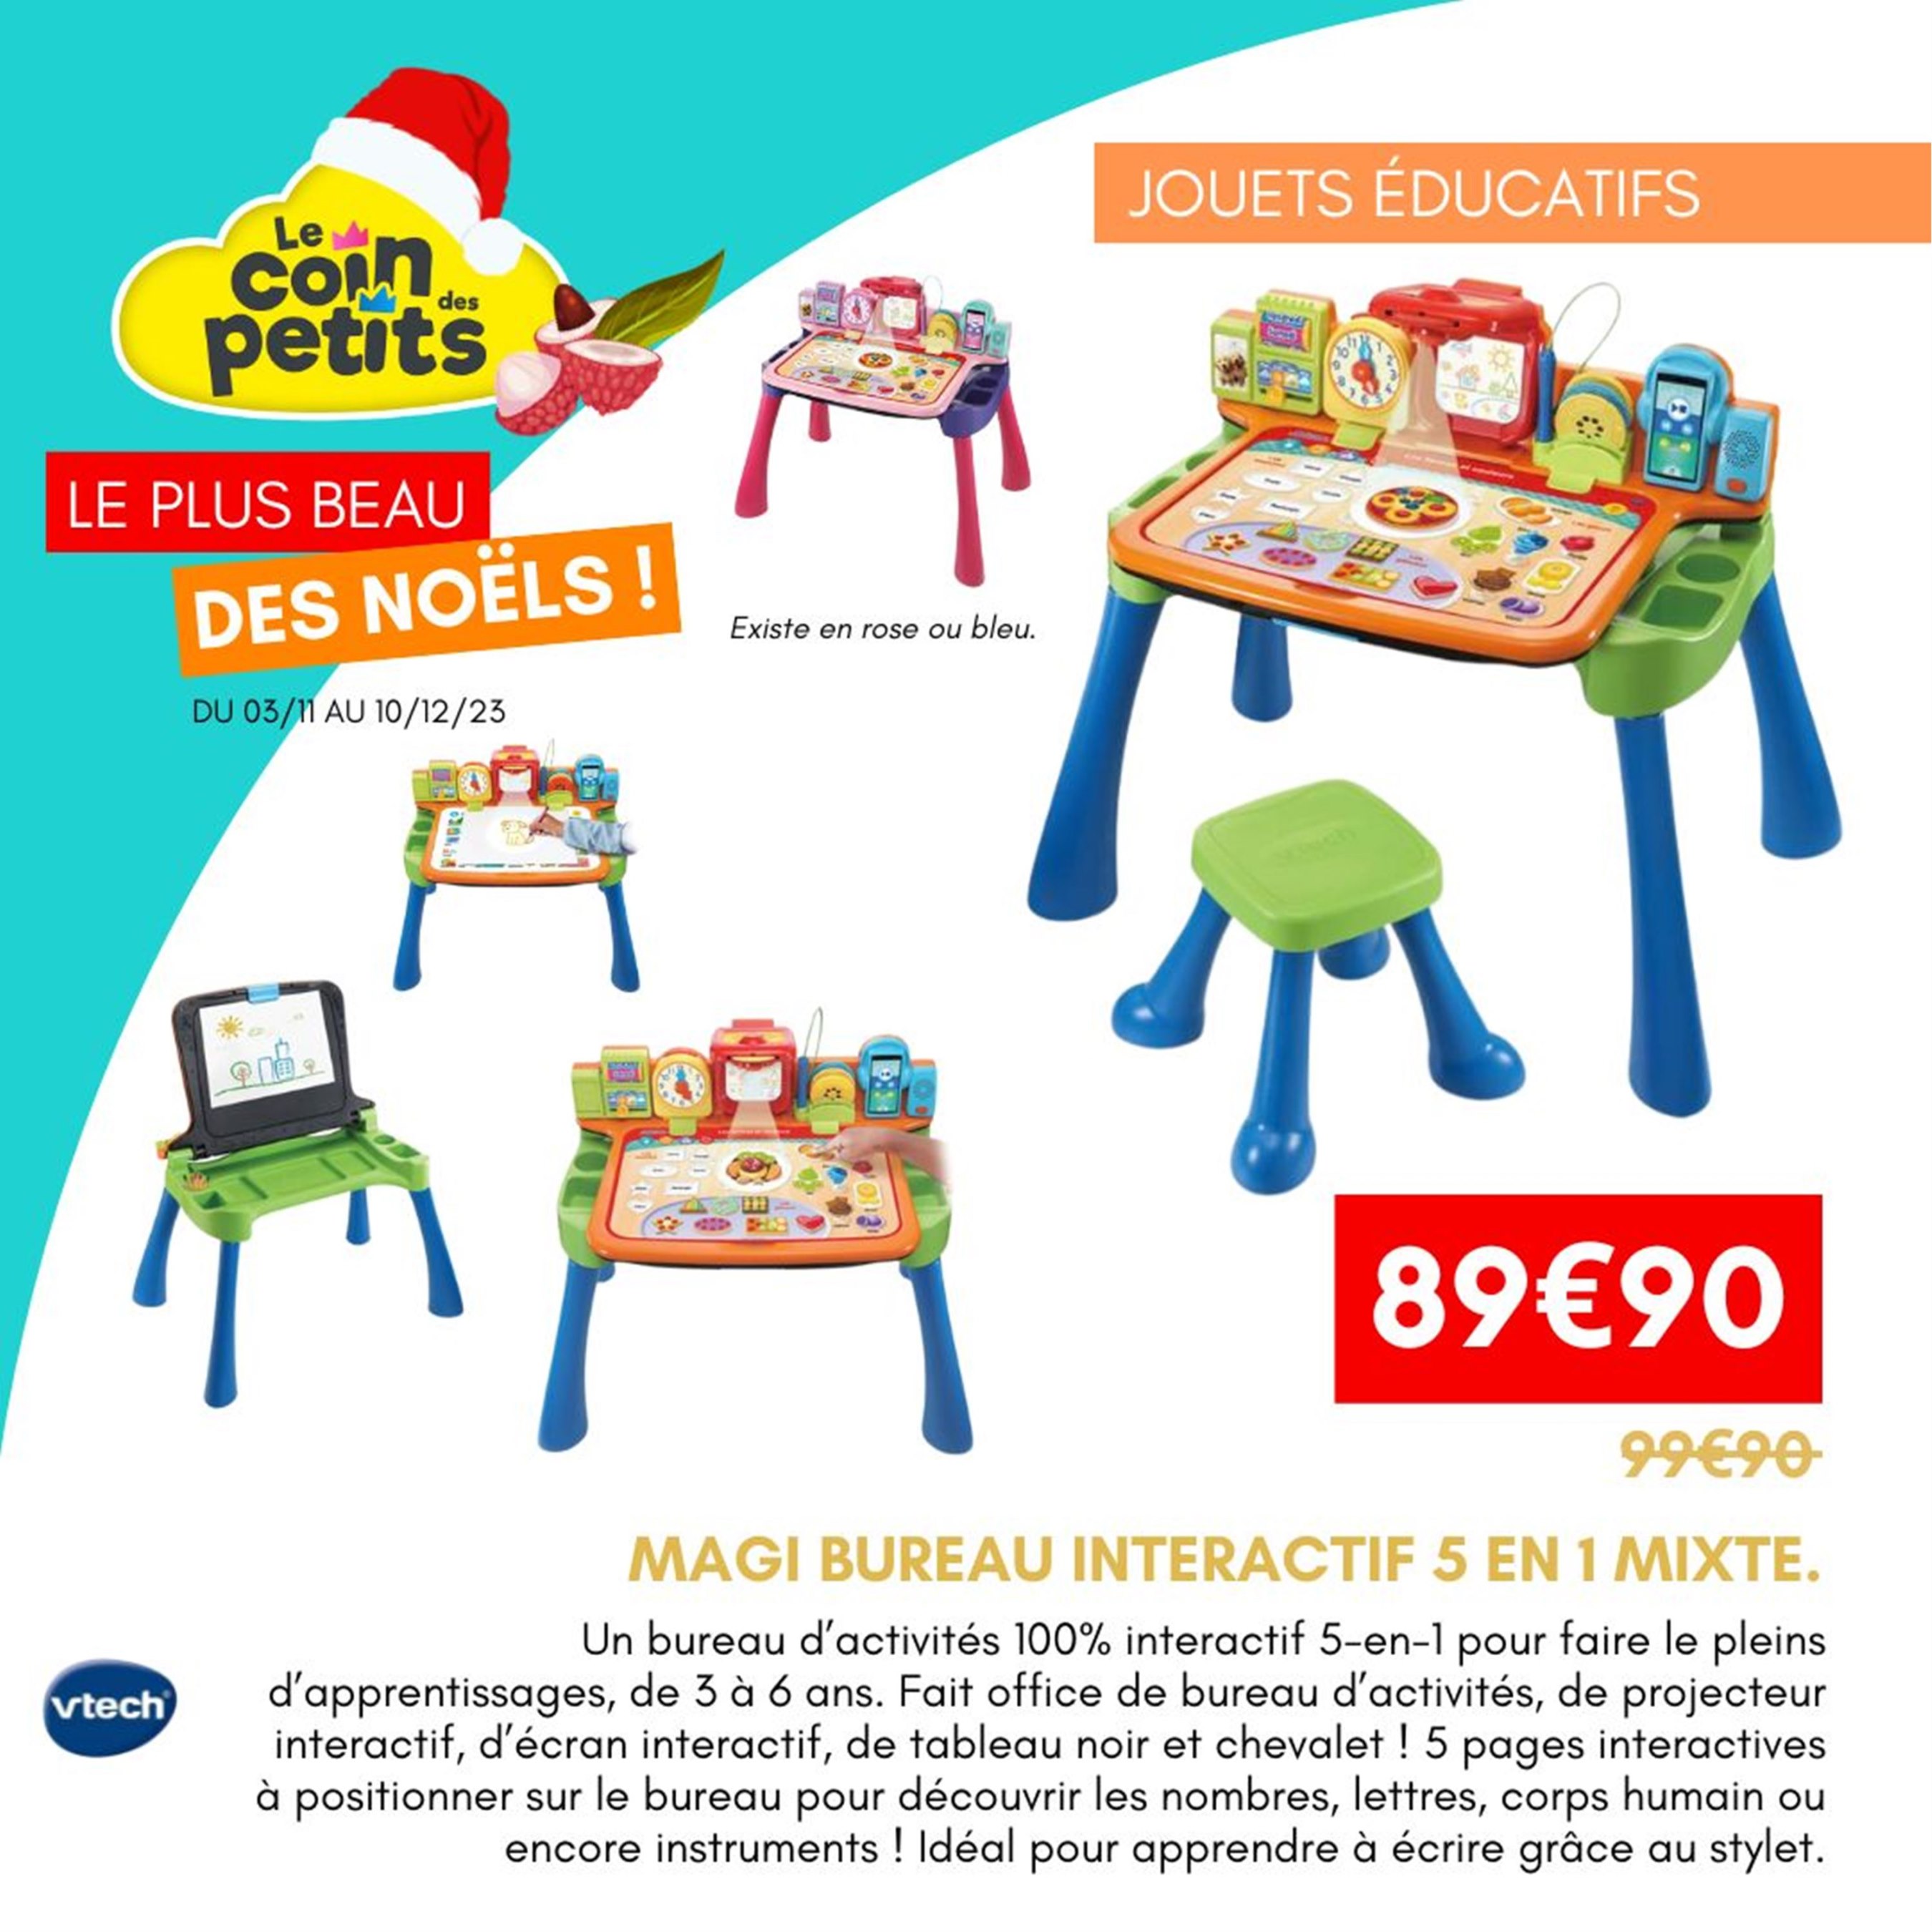 Le
coin
des
petits
JOUETS ÉDUCATIFS
LE PLUS BEAU
DES NOËLS !
Existe en rose ou bleu.
DU 03/11 AU 10/12/23
89€90
99€90
MAGI BUREAU INTERACTIF 5 EN 1 MIXTE.
Un bureau d'activités 100% interactif 5-en-1 pour faire le pleins
d'apprentissages, de 3 à 6 ans. Fait office de bureau d'activités, de projecteur
vtech
interactif, d'écran interactif, de tableau noir et chevalet ! 5 pages interactives
à positionner sur le bureau pour découvrir les nombres, lettres, corps humain ou
encore instruments ! Idéal pour apprendre à écrire grâce au stylet.